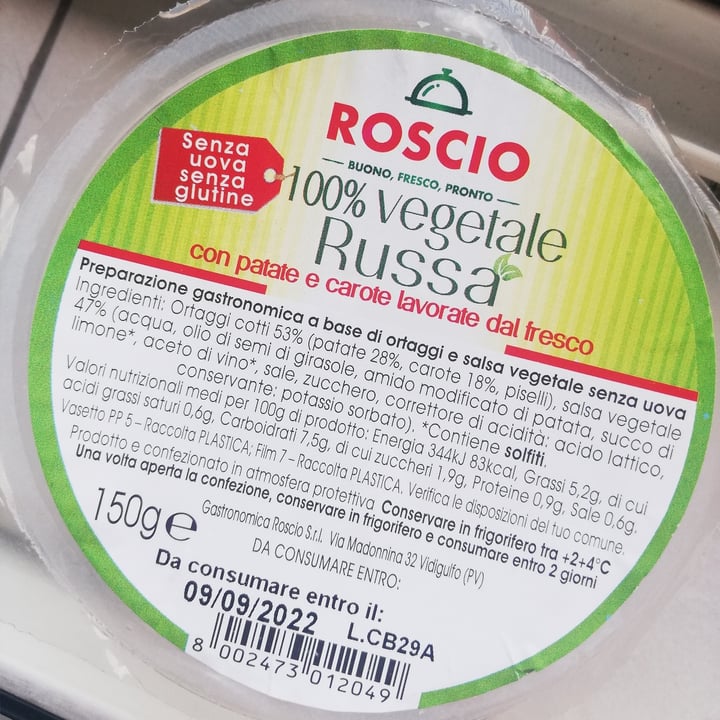 ROSCIO
BUONO, FRESCO, PRONTO
Senza
uova
senza
glutine
100% vegetale
Russa
con patate e carote lavorate dal fresco
Preparazione gastronomica a base di ortaggi e salsa vegetale senza uova
Ingredienti: Ortaggi cotti 53% (patate 28%, carote 18%, piselli), salsa vegetale
47% (acqua, olio di semi di girasole, amido modificato di patata, succo di
limone*, aceto di vino*, sale, zucchero, correttore di acidità: acido lattico,
conservante: potassio sorbato). *Contiene solfiti.
Valori nutrizionali medi per 100g di prodotto: Energia 344kJ 83kcal, Grassi 5,2g, di cui
acidi grassi saturi 0,6g, Carboidrati 7,5g, di cui zuccheri 1,9g, Proteine 0,9g, Sale 0,6g.
Vasetto PP 5 – Raccolta PLASTICA; Film 7 – Raccolta PLASTICA. Verifica le disposizioni del tuo comune.
Prodotto e confezionato in atmosfera protettiva Conservare in frigorifero tra +2+4°C
Una volta aperta la confezione, conservare in frigorifero e consumare entro 2 giorni
150g e
Gastronomica Roscio S.r.l. Via Madonnina 32 Vidigulfo (PV)
DA CONSUMARE ENTRO:
Da consumare entro il:
09/09/2022 L.CB29A
8 002473 012049